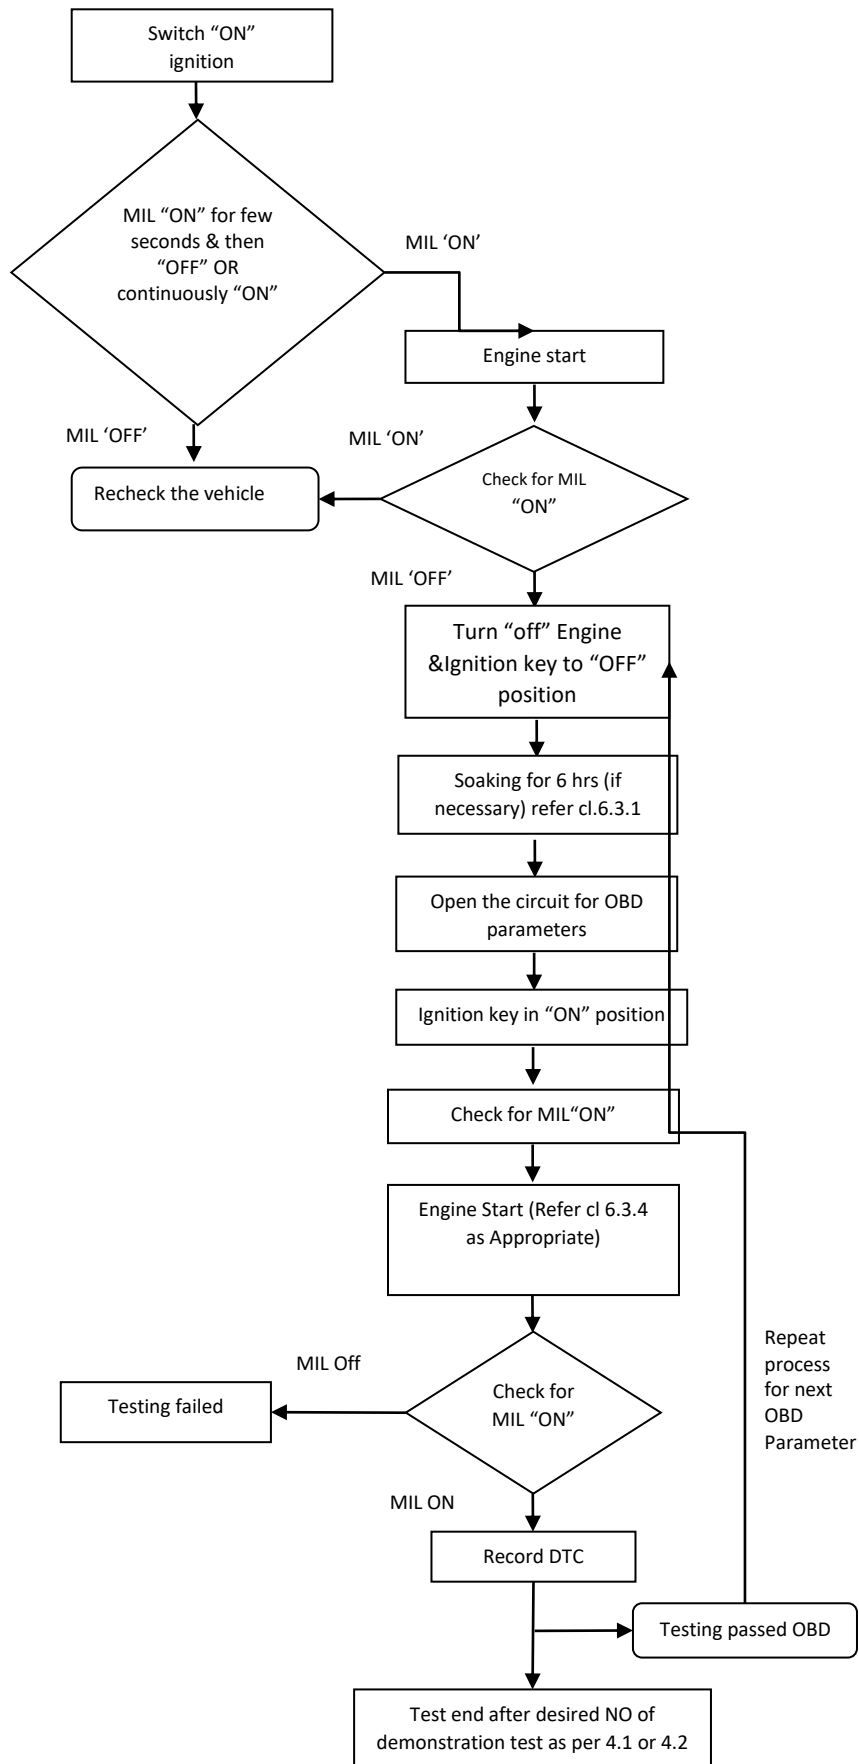 Switch “ON”
ignition
MIL “ON” for few
seconds & then
“OFF” OR
continuously “ON”
MIL ‘ON’
Engine start
MIL ‘OFF’
MIL ‘ON’
Recheck the vehicle
Check for MIL
“ON”
MIL ‘OFF’
Turn “off” Engine
&Ignition key to “OFF”
position
Soaking for 6 hrs (if
necessary) refer cl.6.3.1
Open the circuit for OBD
parameters
Ignition key in “ON” position
Check for MIL“ON”
Engine Start (Refer cl 6.3.4
as Appropriate)
MIL Off
Testing failed
Check for
MIL “ON”
Repeat
process
for next
OBD
Parameter
MIL ON
Record DTC
Testing passed OBD
Test end after desired NO of
demonstration test as per 4.1 or 4.2